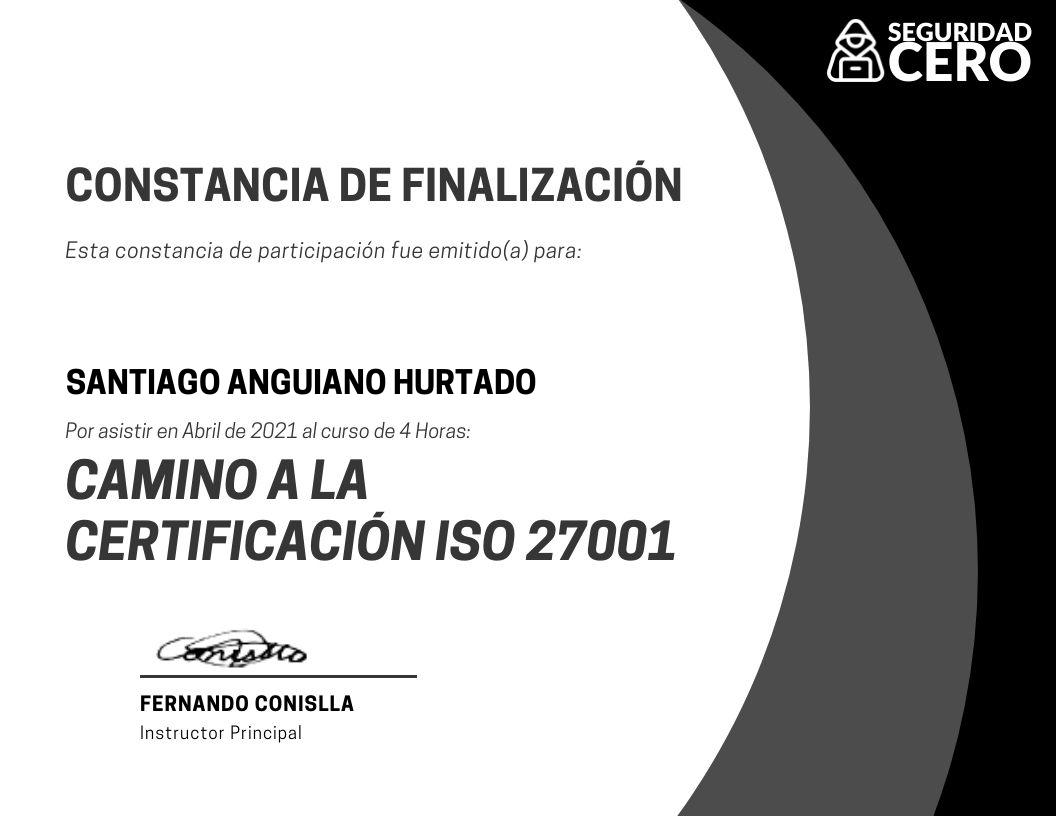 SEGURIDAD
CERO
CONSTANCIA DE FINALIZACIÓN
Esta constancia de participación fue emitido(a) para:
SANTIAGO ANGUIANO HURTADO
Por asistir en Abril de 2021 al curso de 4 Horas:
CAMINO A LA
CERTIFICACIÓN ISO 27001
Conislla
FERNANDO CONISLLA
Instructor Principal